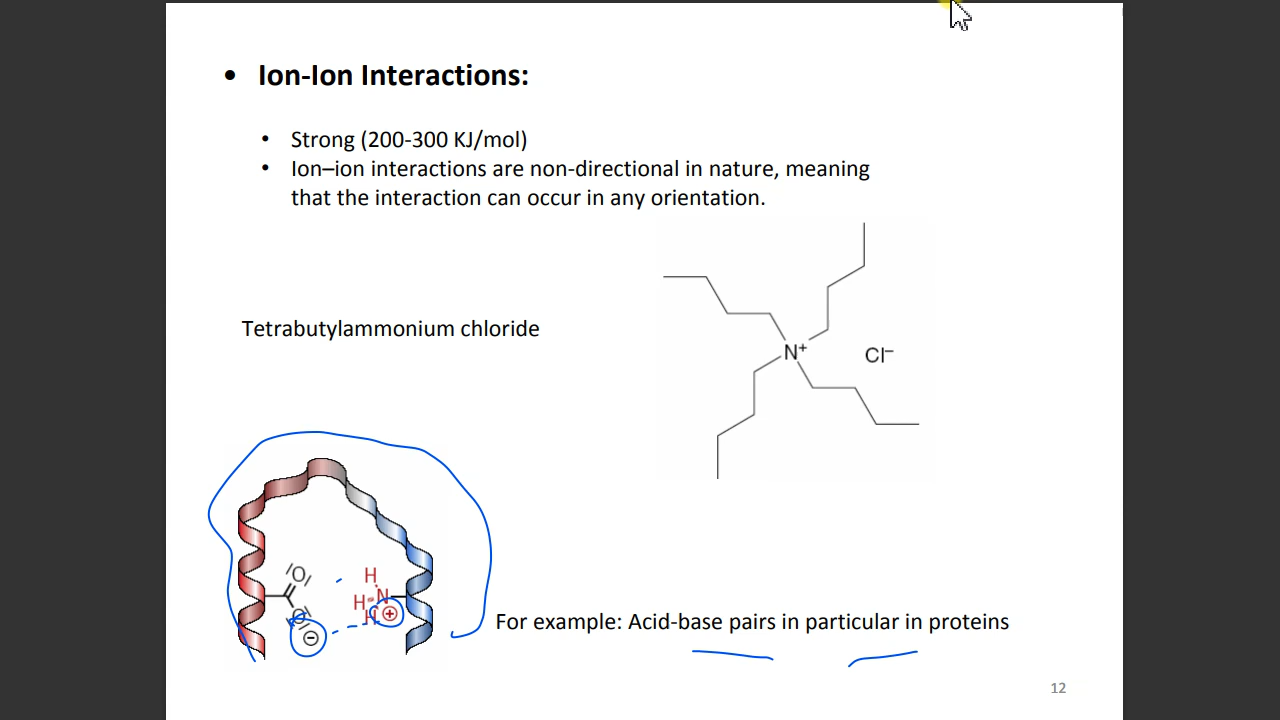 • Ion-Ion Interactions:
• Strong (200-300 KJ/mol)
• Ion–ion interactions are non-directional in nature, meaning
that the interaction can occur in any orientation.
Tetrabutylammonium chloride
N⁺
Cl⁻
O
H
H N
O H ⊕
⊖
For example: Acid-base pairs in particular in proteins
12